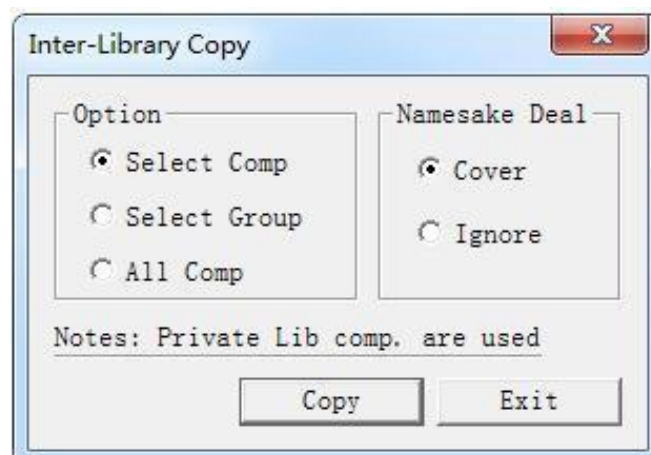 Inter-Library Copy
Option
Select Comp
Select Group
All Comp
Namesake Deal
Cover
Ignore
Notes: Private Lib comp. are used
Copy
Exit